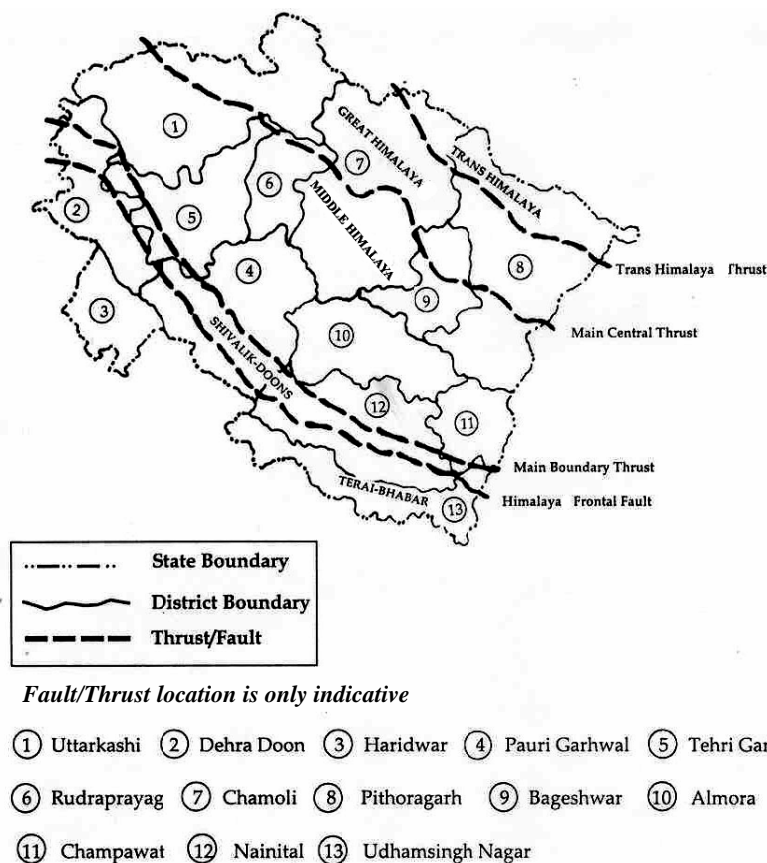 1
GREAT HIMALAYA
7
TRANS HIMALAYA
6
2
5
MIDDLE HIMALAYA
4
8
Trans Himalaya Thrust
9
3
10
Main Central Thrust
SHIVALIK-DOONS
12
11
Main Boundary Thrust
TERAI-BHABAR
13
Himalaya Frontal Fault
State Boundary
District Boundary
Thrust/Fault
Fault/Thrust location is only indicative
1 Uttarkashi 2 Dehra Doon 3 Haridwar 4 Pauri Garhwal 5 Tehri Gar
6 Rudraprayag 7 Chamoli 8 Pithoragarh 9 Bageshwar 10 Almora
11 Champawat 12 Nainital 13 Udhamsingh Nagar